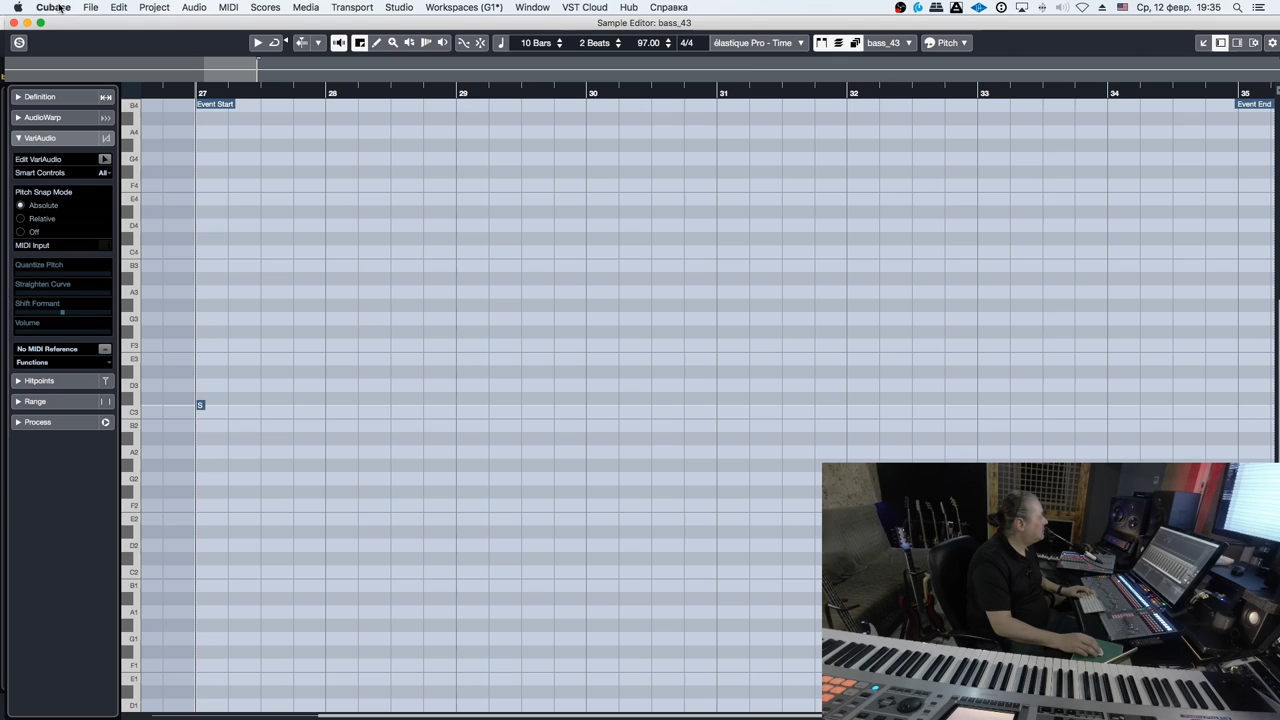 Cubase File Edit Project Audio MIDI Scores Media Transport Studio Workspaces (G1*) Window VST Cloud Hub Справка Ср, 12 февр. 19:35
Sample Editor: bass_43
10 Bars 2 Beats 97.00 4/4 élastique Pro - Time bass_43 Pitch
27 28 29 30 31 32 33 34 35
Event Start Event End
Definition
AudioWarp
VariAudio
Edit VariAudio
Smart Controls All
Pitch Snap Mode
Absolute
Relative
Off
MIDI Input
Quantize Pitch
Straighten Curve
Shift Formant
Volume
No MIDI Reference
Functions
Hitpoints
Range
Process
B4
A4
G4
F4
E4
D4
C4
B3
A3
G3
F3
E3
D3
S
C3
B2
A2
G2
F2
E2
D2
C2
B1
A1
G1
F1
E1
D1